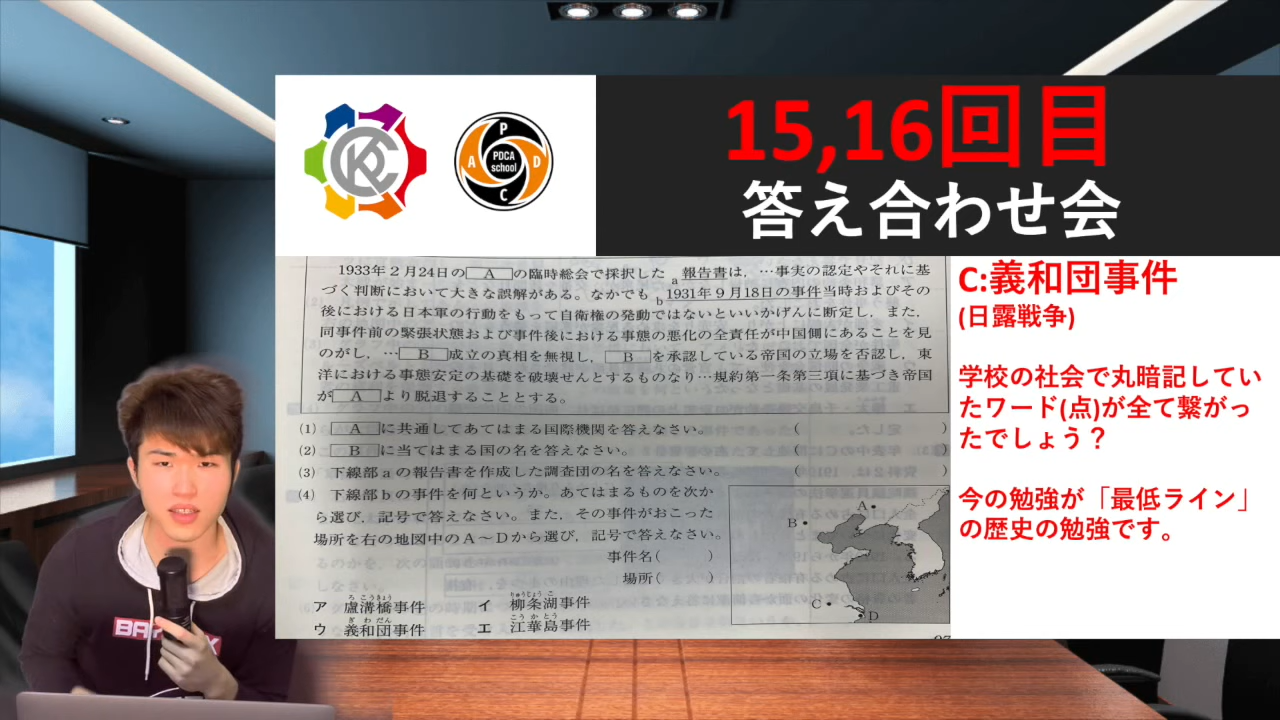 15,16回目
答え合わせ会
P
A PDCA D
school
C
1933年2月24日の A の臨時総会で採択した a報告書は、…事実の認定やそれに基
づく判断において大きな誤解がある。なかでも b1931年9月18日の事件当時およびその
後における日本軍の行動をもって自衛権の発動ではないといいかげんに断定し、また、
同事件前の緊張状態および事件後における事態の悪化の全責任が中国側にあることを見
のがし、… B 成立の真相を無視し、 B を承認している帝国の立場を否認し、東
洋における事態安定の基礎を破壊せんとするものなり…規約第一条第三項に基づき帝国
が A より脱退することとする。
(1) A に共通してあてはまる国際機関を答えなさい。 ( )
(2) B に当てはまる国の名を答えなさい。 ( )
(3) 下線部aの報告書を作成した調査団の名を答えなさい。 ( )
(4) 下線部bの事件を何というか。あてはまるものを次か
ら選び、記号で答えなさい。また、その事件がおこった
場所を右の地図中のA〜Dから選び、記号で答えなさい。
事件名( )
場所( )
ろこうきょう りゅうじょうこ
ア 盧溝橋事件 イ 柳条湖事件
ぎわだん こうかとう
ウ 義和団事件 エ 江華島事件
A
B
C
D
C:義和団事件
(日露戦争)
学校の社会で丸暗記してい
たワード(点)が全て繋がっ
たでしょう？
今の勉強が「最低ライン」
の歴史の勉強です。